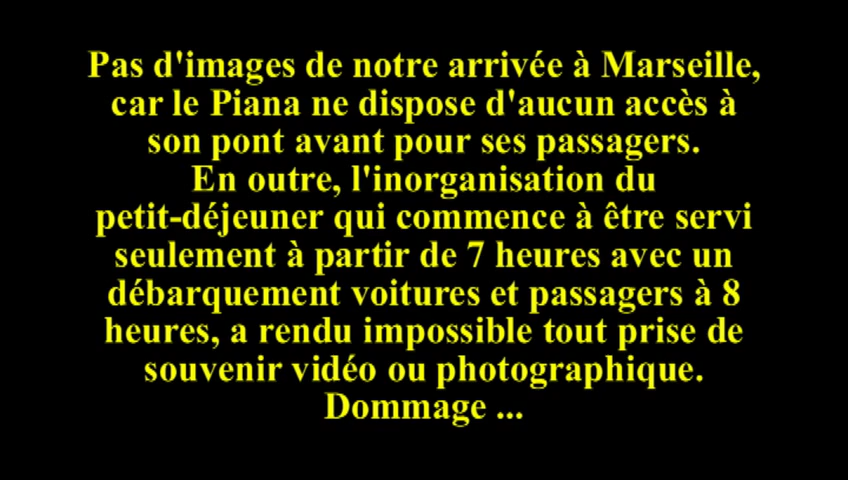 Pas d'images de notre arrivée à Marseille,
car le Piana ne dispose d'aucun accès à
son pont avant pour ses passagers.
En outre, l'inorganisation du
petit-déjeuner qui commence à être servi
seulement à partir de 7 heures avec un
débarquement voitures et passagers à 8
heures, a rendu impossible tout prise de
souvenir vidéo ou photographique.
Dommage ...